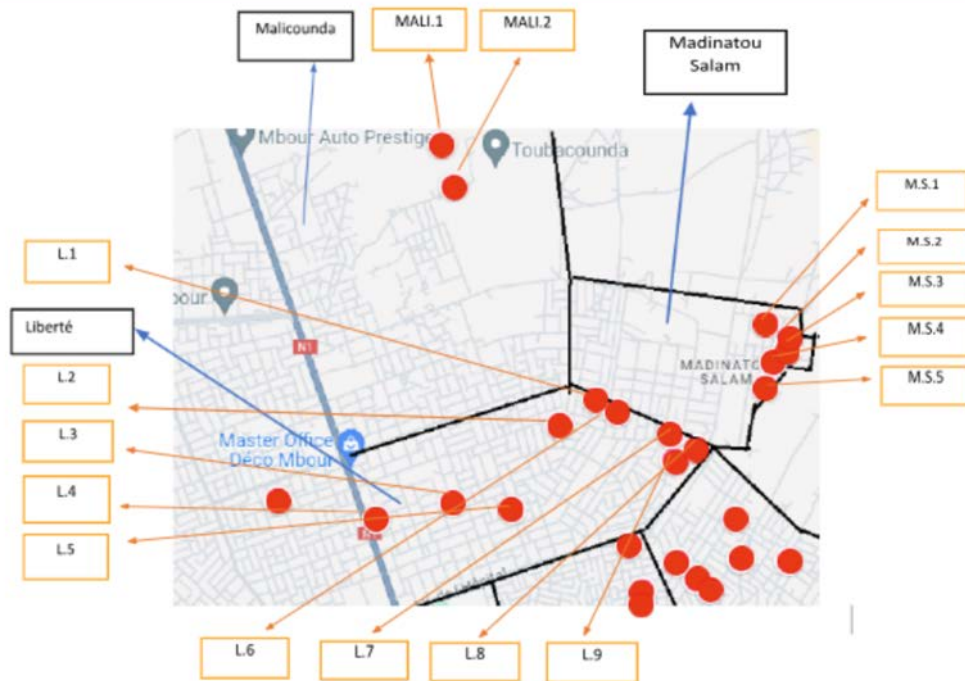 Malicounda
MALI.1
MALI.2
Madinatou
Salam
Mbour Auto Prestige
Toubacounda
M.S.1
M.S.2
M.S.3
M.S.4
M.S.5
L.1
bour
Liberté
N1
MADINATO
SALAM
L.2
L.3
Master Office
Déco Mbour
L.4
L.5
L.6
L.7
L.8
L.9